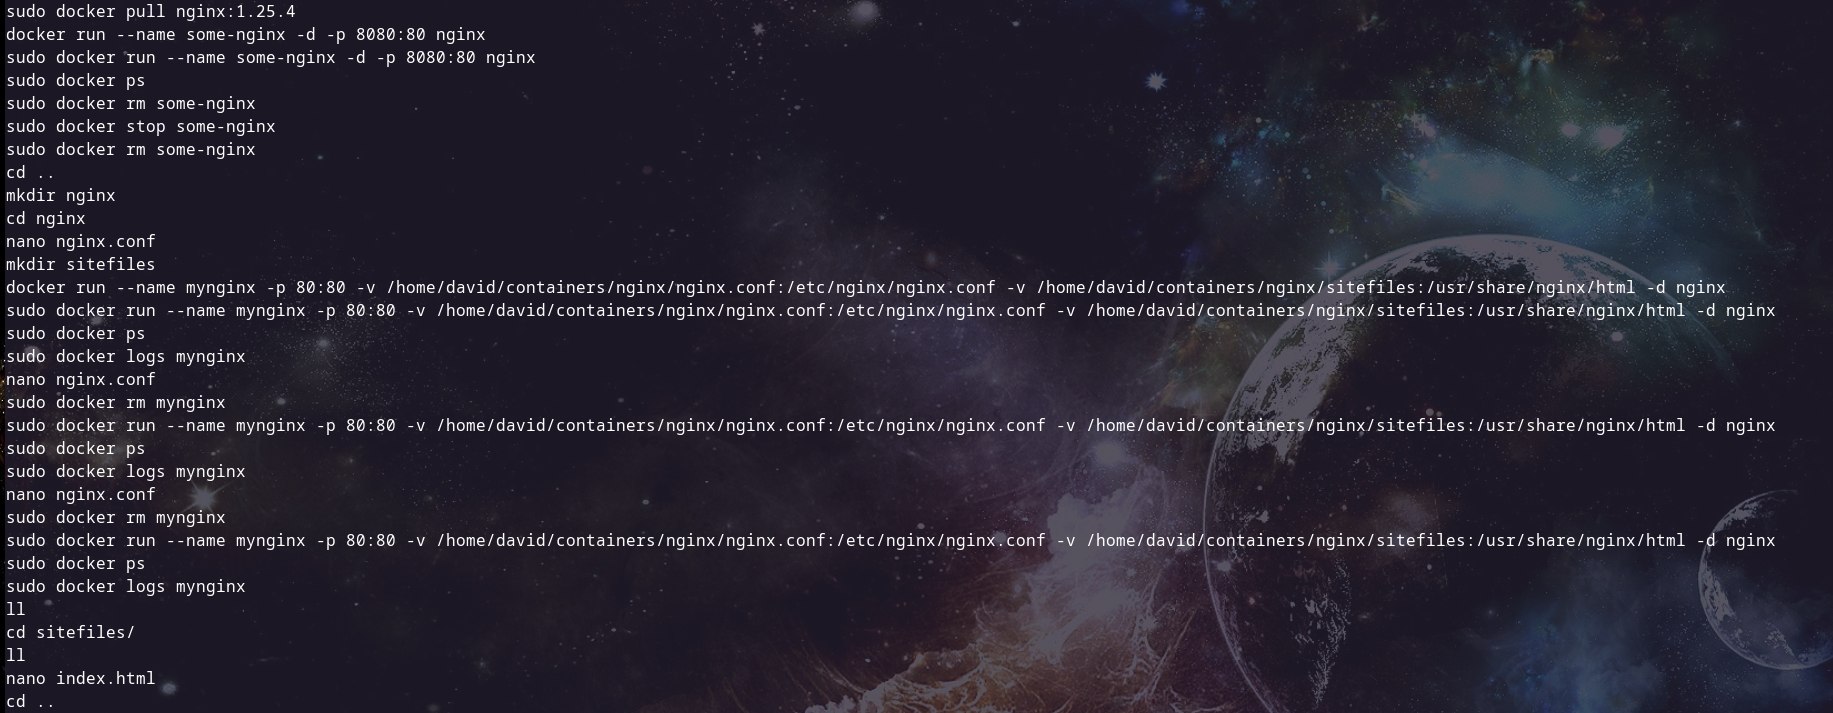 sudo docker pull nginx:1.25.4
docker run --name some-nginx -d -p 8080:80 nginx
sudo docker run --name some-nginx -d -p 8080:80 nginx
sudo docker ps
sudo docker rm some-nginx
sudo docker stop some-nginx
sudo docker rm some-nginx
cd ..
mkdir nginx
cd nginx
nano nginx.conf
mkdir sitefiles
docker run --name mynginx -p 80:80 -v /home/david/containers/nginx/nginx.conf:/etc/nginx/nginx.conf -v /home/david/containers/nginx/sitefiles:/usr/share/nginx/html -d nginx
sudo docker run --name mynginx -p 80:80 -v /home/david/containers/nginx/nginx.conf:/etc/nginx/nginx.conf -v /home/david/containers/nginx/sitefiles:/usr/share/nginx/html -d nginx
sudo docker ps
sudo docker logs mynginx
nano nginx.conf
sudo docker rm mynginx
sudo docker run --name mynginx -p 80:80 -v /home/david/containers/nginx/nginx.conf:/etc/nginx/nginx.conf -v /home/david/containers/nginx/sitefiles:/usr/share/nginx/html -d nginx
sudo docker ps
sudo docker logs mynginx
nano nginx.conf
sudo docker rm mynginx
sudo docker run --name mynginx -p 80:80 -v /home/david/containers/nginx/nginx.conf:/etc/nginx/nginx.conf -v /home/david/containers/nginx/sitefiles:/usr/share/nginx/html -d nginx
sudo docker ps
sudo docker logs mynginx
ll
cd sitefiles/
ll
nano index.html
cd ..